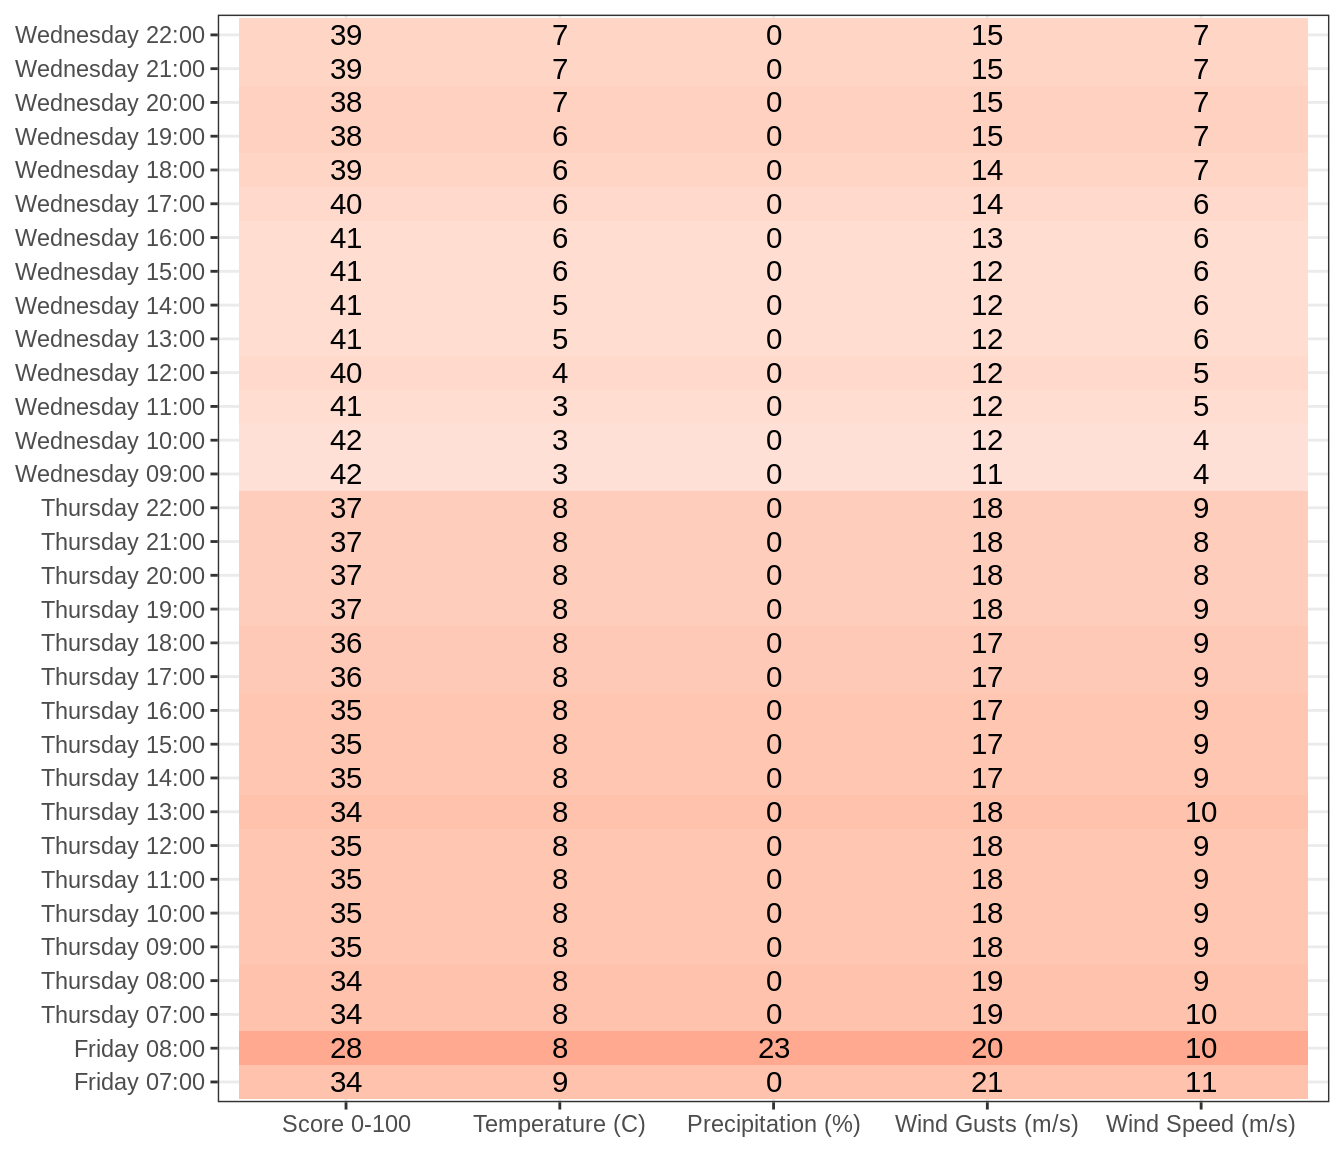 Wednesday 22:00 39 7 0 15 7
Wednesday 21:00 39 7 0 15 7
Wednesday 20:00 38 7 0 15 7
Wednesday 19:00 38 6 0 15 7
Wednesday 18:00 39 6 0 14 7
Wednesday 17:00 40 6 0 14 6
Wednesday 16:00 41 6 0 13 6
Wednesday 15:00 41 6 0 12 6
Wednesday 14:00 41 5 0 12 6
Wednesday 13:00 41 5 0 12 6
Wednesday 12:00 40 4 0 12 5
Wednesday 11:00 41 3 0 12 5
Wednesday 10:00 42 3 0 12 4
Wednesday 09:00 42 3 0 11 4
Thursday 22:00 37 8 0 18 9
Thursday 21:00 37 8 0 18 8
Thursday 20:00 37 8 0 18 8
Thursday 19:00 37 8 0 18 9
Thursday 18:00 36 8 0 17 9
Thursday 17:00 36 8 0 17 9
Thursday 16:00 35 8 0 17 9
Thursday 15:00 35 8 0 17 9
Thursday 14:00 35 8 0 17 9
Thursday 13:00 34 8 0 18 10
Thursday 12:00 35 8 0 18 9
Thursday 11:00 35 8 0 18 9
Thursday 10:00 35 8 0 18 9
Thursday 09:00 35 8 0 18 9
Thursday 08:00 34 8 0 19 9
Thursday 07:00 34 8 0 19 10
Friday 08:00 28 8 23 20 10
Friday 07:00 34 9 0 21 11
Score 0-100 Temperature (C) Precipitation (%) Wind Gusts (m/s) Wind Speed (m/s)